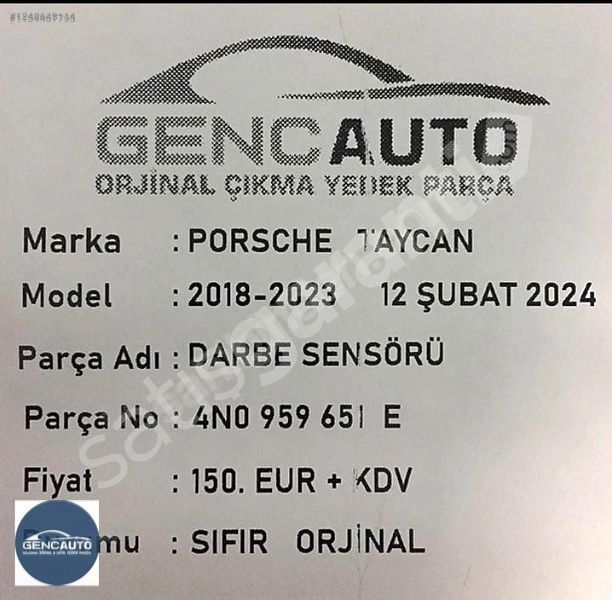 GENCAUTO
ORJİNAL ÇIKMA YEDEK PARÇA
Marka : PORSCHE TAYCAN
Model : 2018-2023 12 ŞUBAT 2024
Parça Adı : DARBE SENSÖRÜ
Parça No : 4N0 959 651 E
Fiyat : 150. EUR + KDV
mu : SIFIR ORJİNAL
GENCAUTO
satışgaranti